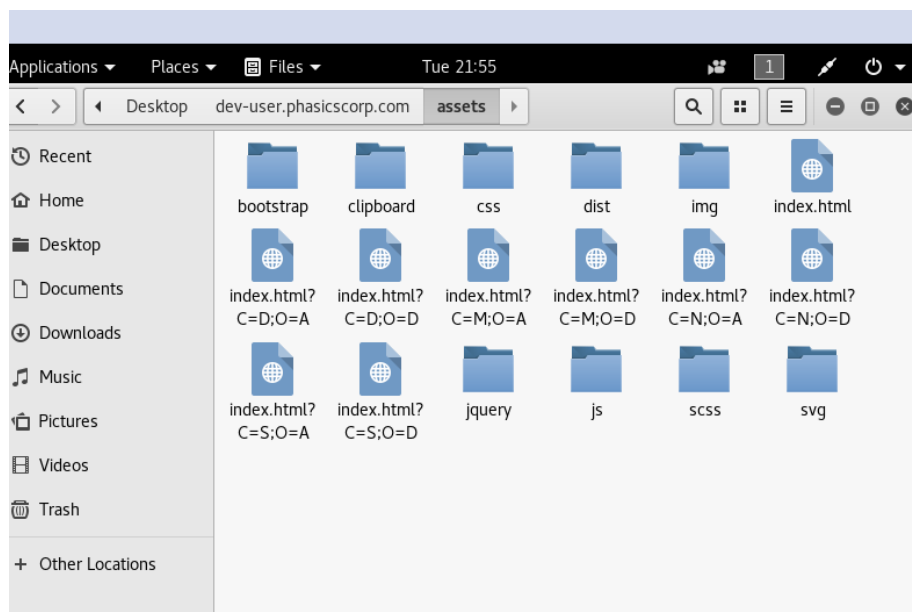 Applications Places Files Tue 21:55 1
Desktop dev-user.phasicscorp.com assets
Recent
Home
Desktop
Documents
Downloads
Music
Pictures
Videos
Trash
+ Other Locations
bootstrap clipboard css dist img index.html
index.html? index.html? index.html? index.html? index.html? index.html?
C=D;O=A C=D;O=D C=M;O=A C=M;O=D C=N;O=A C=N;O=D
index.html? index.html? jquery js scss svg
C=S;O=A C=S;O=D